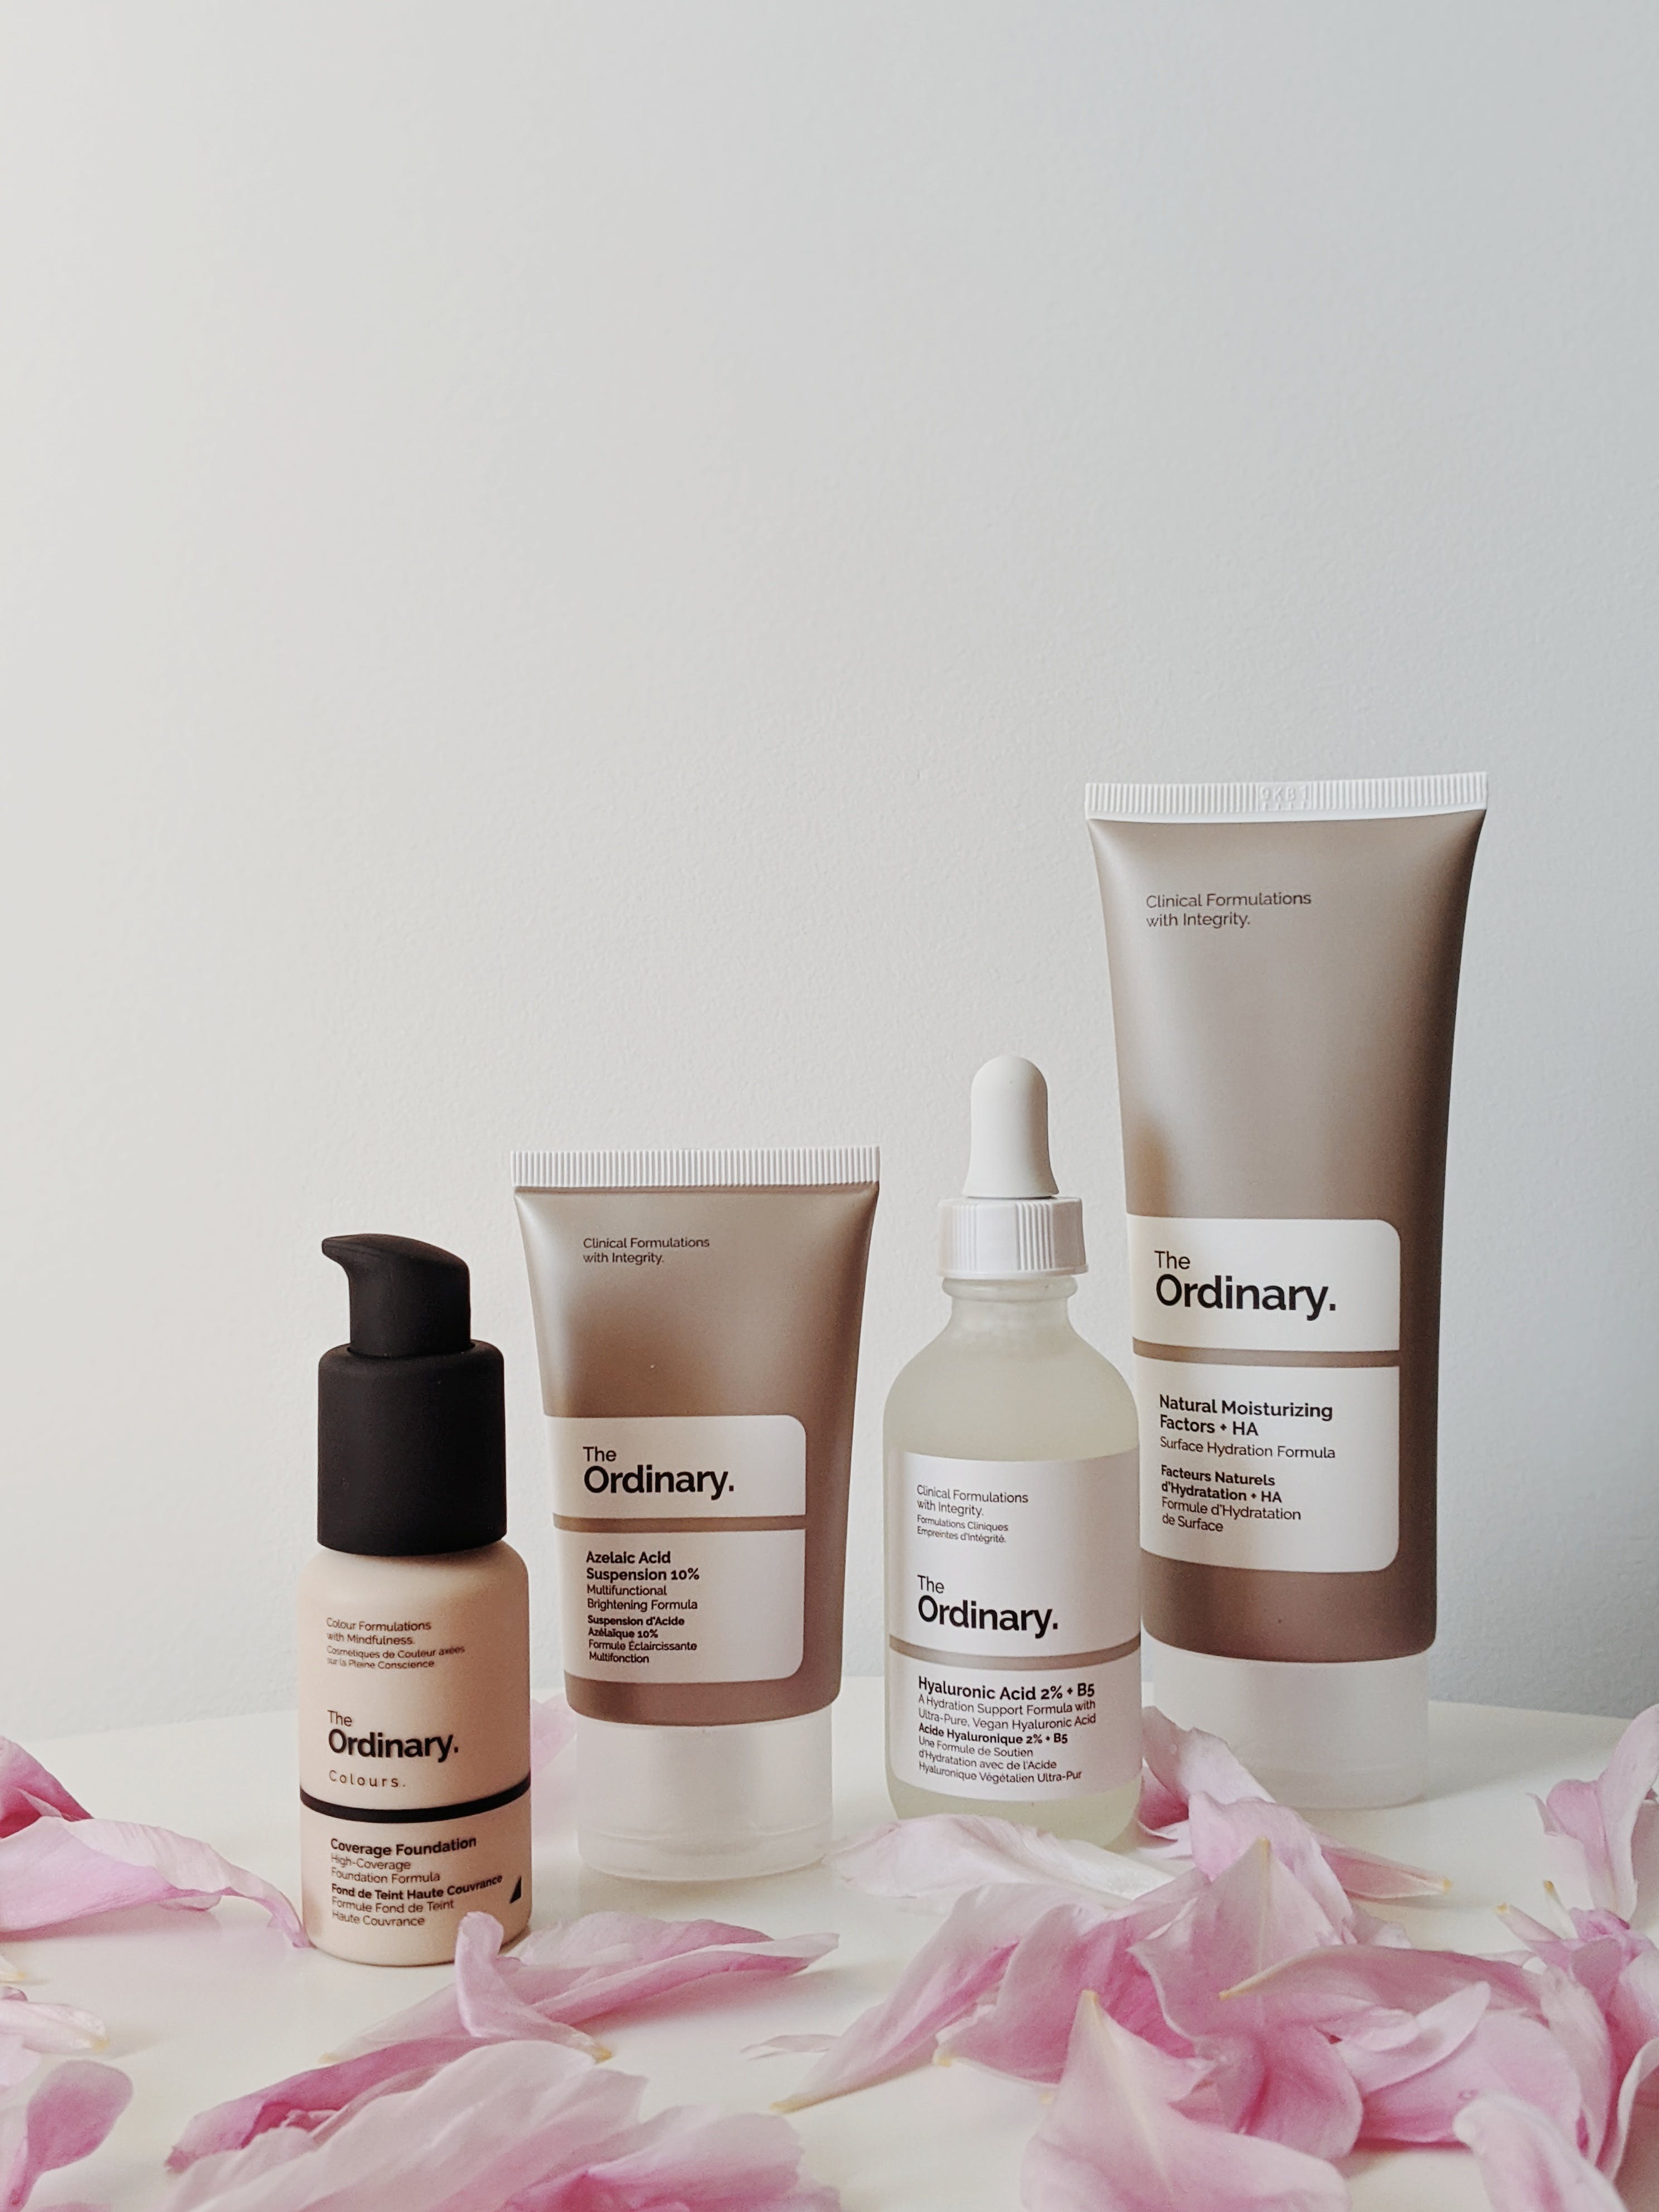 Colour Formulations
with Mindfulness.
Cosmétiques de Couleur axées
sur la Pleine Conscience.
The
Ordinary.
Colours.
Coverage Foundation
High-Coverage
Foundation Formula
Fond de Teint Haute Couvrance
Formule Fond de Teint
Haute Couvrance
Clinical Formulations
with Integrity.
The
Ordinary.
Azelaic Acid
Suspension 10%
Multifunctional
Brightening Formula
Suspension d'Acide
Azélaïque 10%
Formule Éclaircissante
Multifonction
Clinical Formulations
with Integrity.
Formulations Cliniques
Empreintes d'Intégrité.
The
Ordinary.
Hyaluronic Acid 2% + B5
A Hydration Support Formula with
Ultra-Pure, Vegan Hyaluronic Acid
Acide Hyaluronique 2% + B5
Une Formule de Soutien
d'Hydratation avec de l'Acide
Hyaluronique Végétalien Ultra-Pur
9KB1
Clinical Formulations
with Integrity.
The
Ordinary.
Natural Moisturizing
Factors + HA
Surface Hydration Formula
Facteurs Naturels
d'Hydratation + HA
Formule d'Hydratation
de Surface